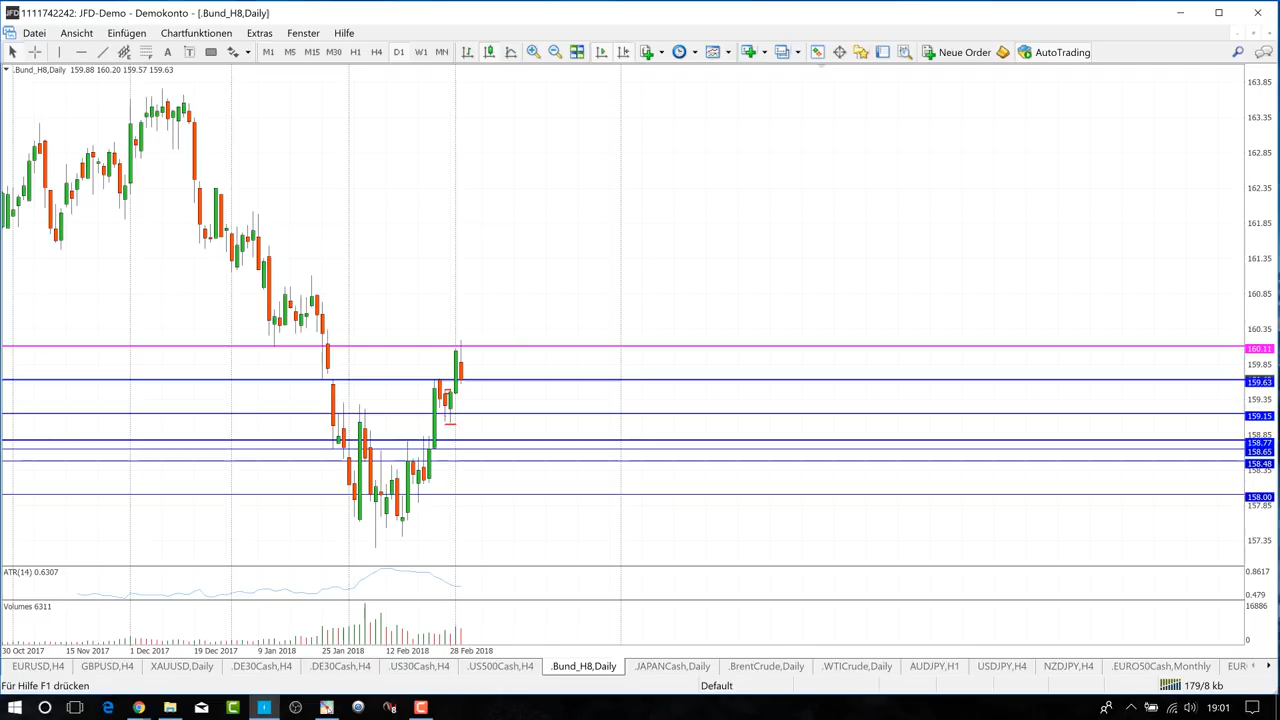 1111742242: JFD-Demo - Demokonto - [.Bund_H8,Daily]
Datei Ansicht Einfügen Chartfunktionen Extras Fenster Hilfe
A T M1 M5 M15 M30 H1 H4 D1 W1 MN Neue Order AutoTrading
.Bund_H8,Daily 159.88 160.20 159.57 159.63
163.85
163.35
162.85
162.35
161.85
161.35
160.85
160.35
160.11
159.85
159.63
159.35
159.15
158.85
158.77
158.65
158.48
158.35
158.00
157.85
157.35
ATR(14) 0.6307
0.8617
0.479
Volumes 6311
16886
0
30 Oct 2017 15 Nov 2017 1 Dec 2017 19 Dec 2017 9 Jan 2018 25 Jan 2018 12 Feb 2018 28 Feb 2018
EURUSD,H4 GBPUSD,H4 XAUUSD,Daily .DE30Cash,H4 .DE30Cash,H4 .US30Cash,H4 .US500Cash,H4 .Bund_H8,Daily .JAPANCash,Daily .BrentCrude,Daily .WTICrude,Daily AUDJPY,H1 USDJPY,H4 NZDJPY,H4 .EURO50Cash,Monthly EUR
Für Hilfe F1 drücken Default 179/8 kb
19:01